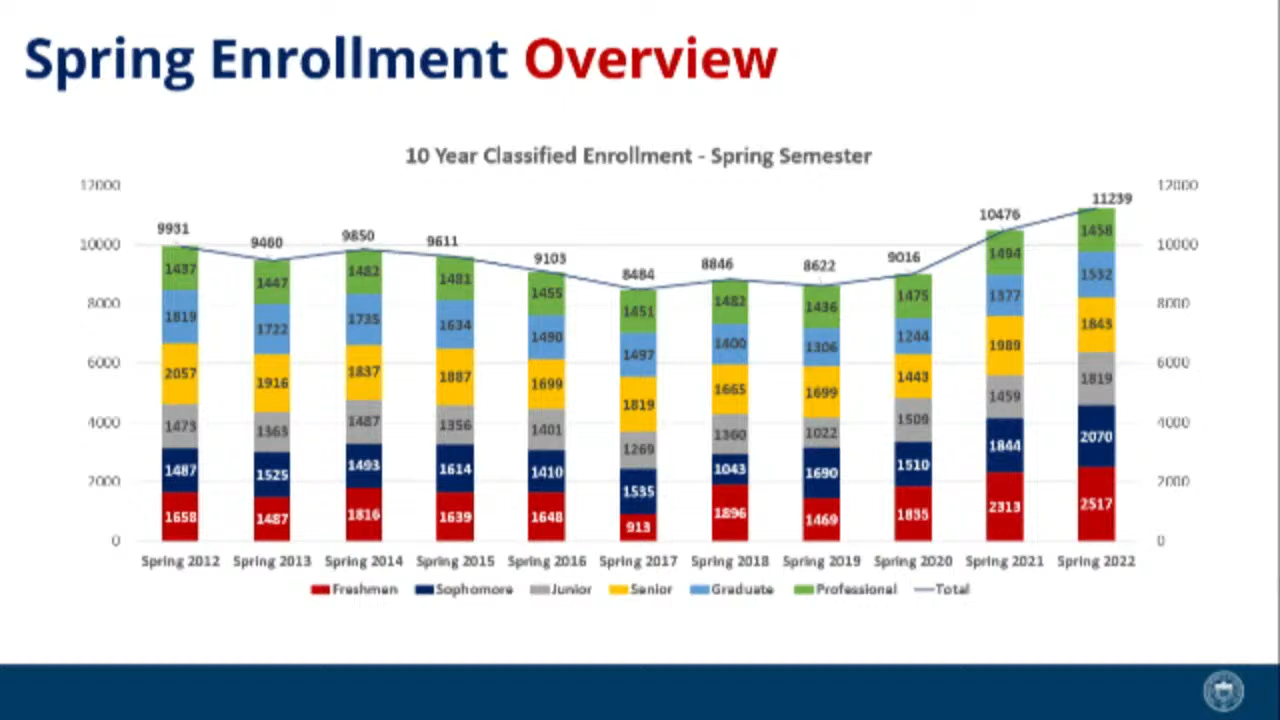 Spring Enrollment Overview
10 Year Classified Enrollment - Spring Semester
12000 12000
11239
10476
9931 9460 9850 9611 9103 8484 8846 8622 9016
10000 10000
1437 1447 1482 1481 1455 1451 1482 1436 1475 1494 1458
8000 8000
1819 1722 1735 1634 1490 1497 1400 1306 1244 1377 1532
6000 6000
2057 1916 1837 1887 1699 1819 1665 1699 1443 1989 1843
4000 4000
1473 1363 1487 1356 1401 1269 1360 1022 1509 1459 1819
2000 2000
1487 1525 1493 1614 1410 1535 1043 1690 1510 1844 2070
1658 1487 1816 1639 1648 913 1896 1469 1835 2313 2517
0 0
Spring 2012 Spring 2013 Spring 2014 Spring 2015 Spring 2016 Spring 2017 Spring 2018 Spring 2019 Spring 2020 Spring 2021 Spring 2022
Freshmen Sophomore Junior Senior Graduate Professional Total